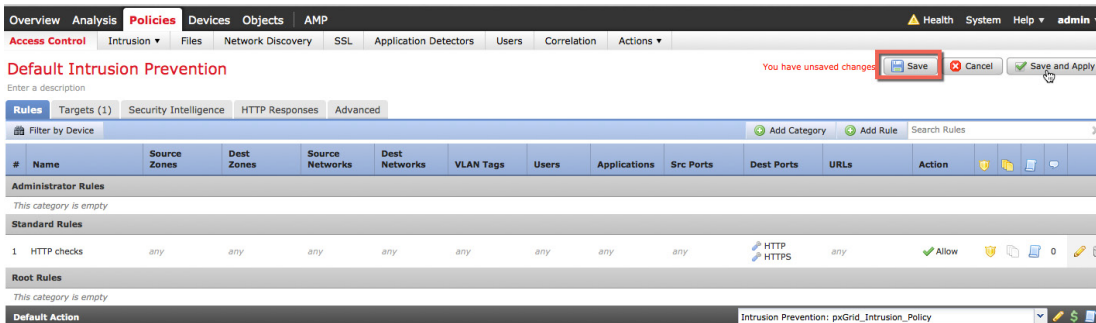 Overview Analysis Policies Devices Objects AMP Health System Help admin
Access Control Intrusion Files Network Discovery SSL Application Detectors Users Correlation Actions
Default Intrusion Prevention
You have unsaved changes Save Cancel Save and Apply
Enter a description
Rules Targets (1) Security Intelligence HTTP Responses Advanced
Filter by Device Add Category Add Rule Search Rules
# Name Source Zones Dest Zones Source Networks Dest Networks VLAN Tags Users Applications Src Ports Dest Ports URLs Action
Administrator Rules
This category is empty
Standard Rules
1 HTTP checks any any any any any any any any HTTP HTTPS any Allow 0
Root Rules
This category is empty
Default Action Intrusion Prevention: pxGrid_Intrusion_Policy